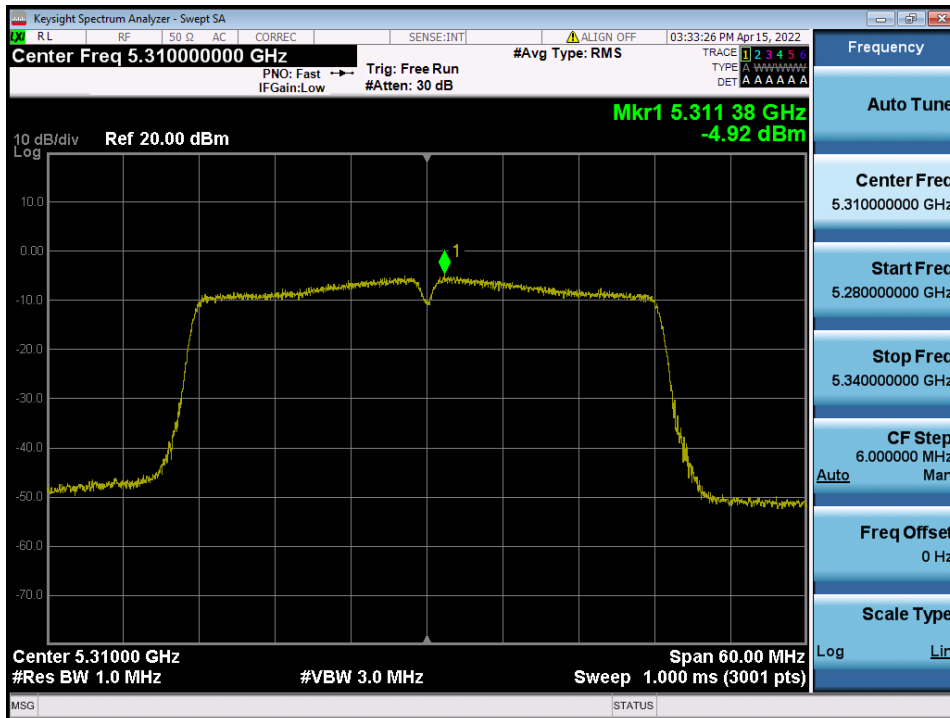 Keysight Spectrum Analyzer - Swept SA
LXI RL RF 50 Ω AC CORREC SENSE:INT ALIGN OFF 03:33:26 PM Apr 15, 2022
Center Freq 5.310000000 GHz
PNO: Fast
IFGain:Low
Trig: Free Run
#Atten: 30 dB
#Avg Type: RMS
TRACE 1 2 3 4 5 6
TYPE A WWWWW
DET A A A A A A
Mkr1 5.311 38 GHz
-4.92 dBm
10 dB/div Ref 20.00 dBm
Log
1
10.0
0.00
-10.0
-20.0
-30.0
-40.0
-50.0
-60.0
-70.0
Center 5.31000 GHz Span 60.00 MHz
#Res BW 1.0 MHz #VBW 3.0 MHz Sweep 1.000 ms (3001 pts)
MSG STATUS
Frequency
Auto Tune
Center Freq
5.310000000 GHz
Start Freq
5.280000000 GHz
Stop Freq
5.340000000 GHz
CF Step
6.000000 MHz
Auto Man
Freq Offset
0 Hz
Scale Type
Log Lin